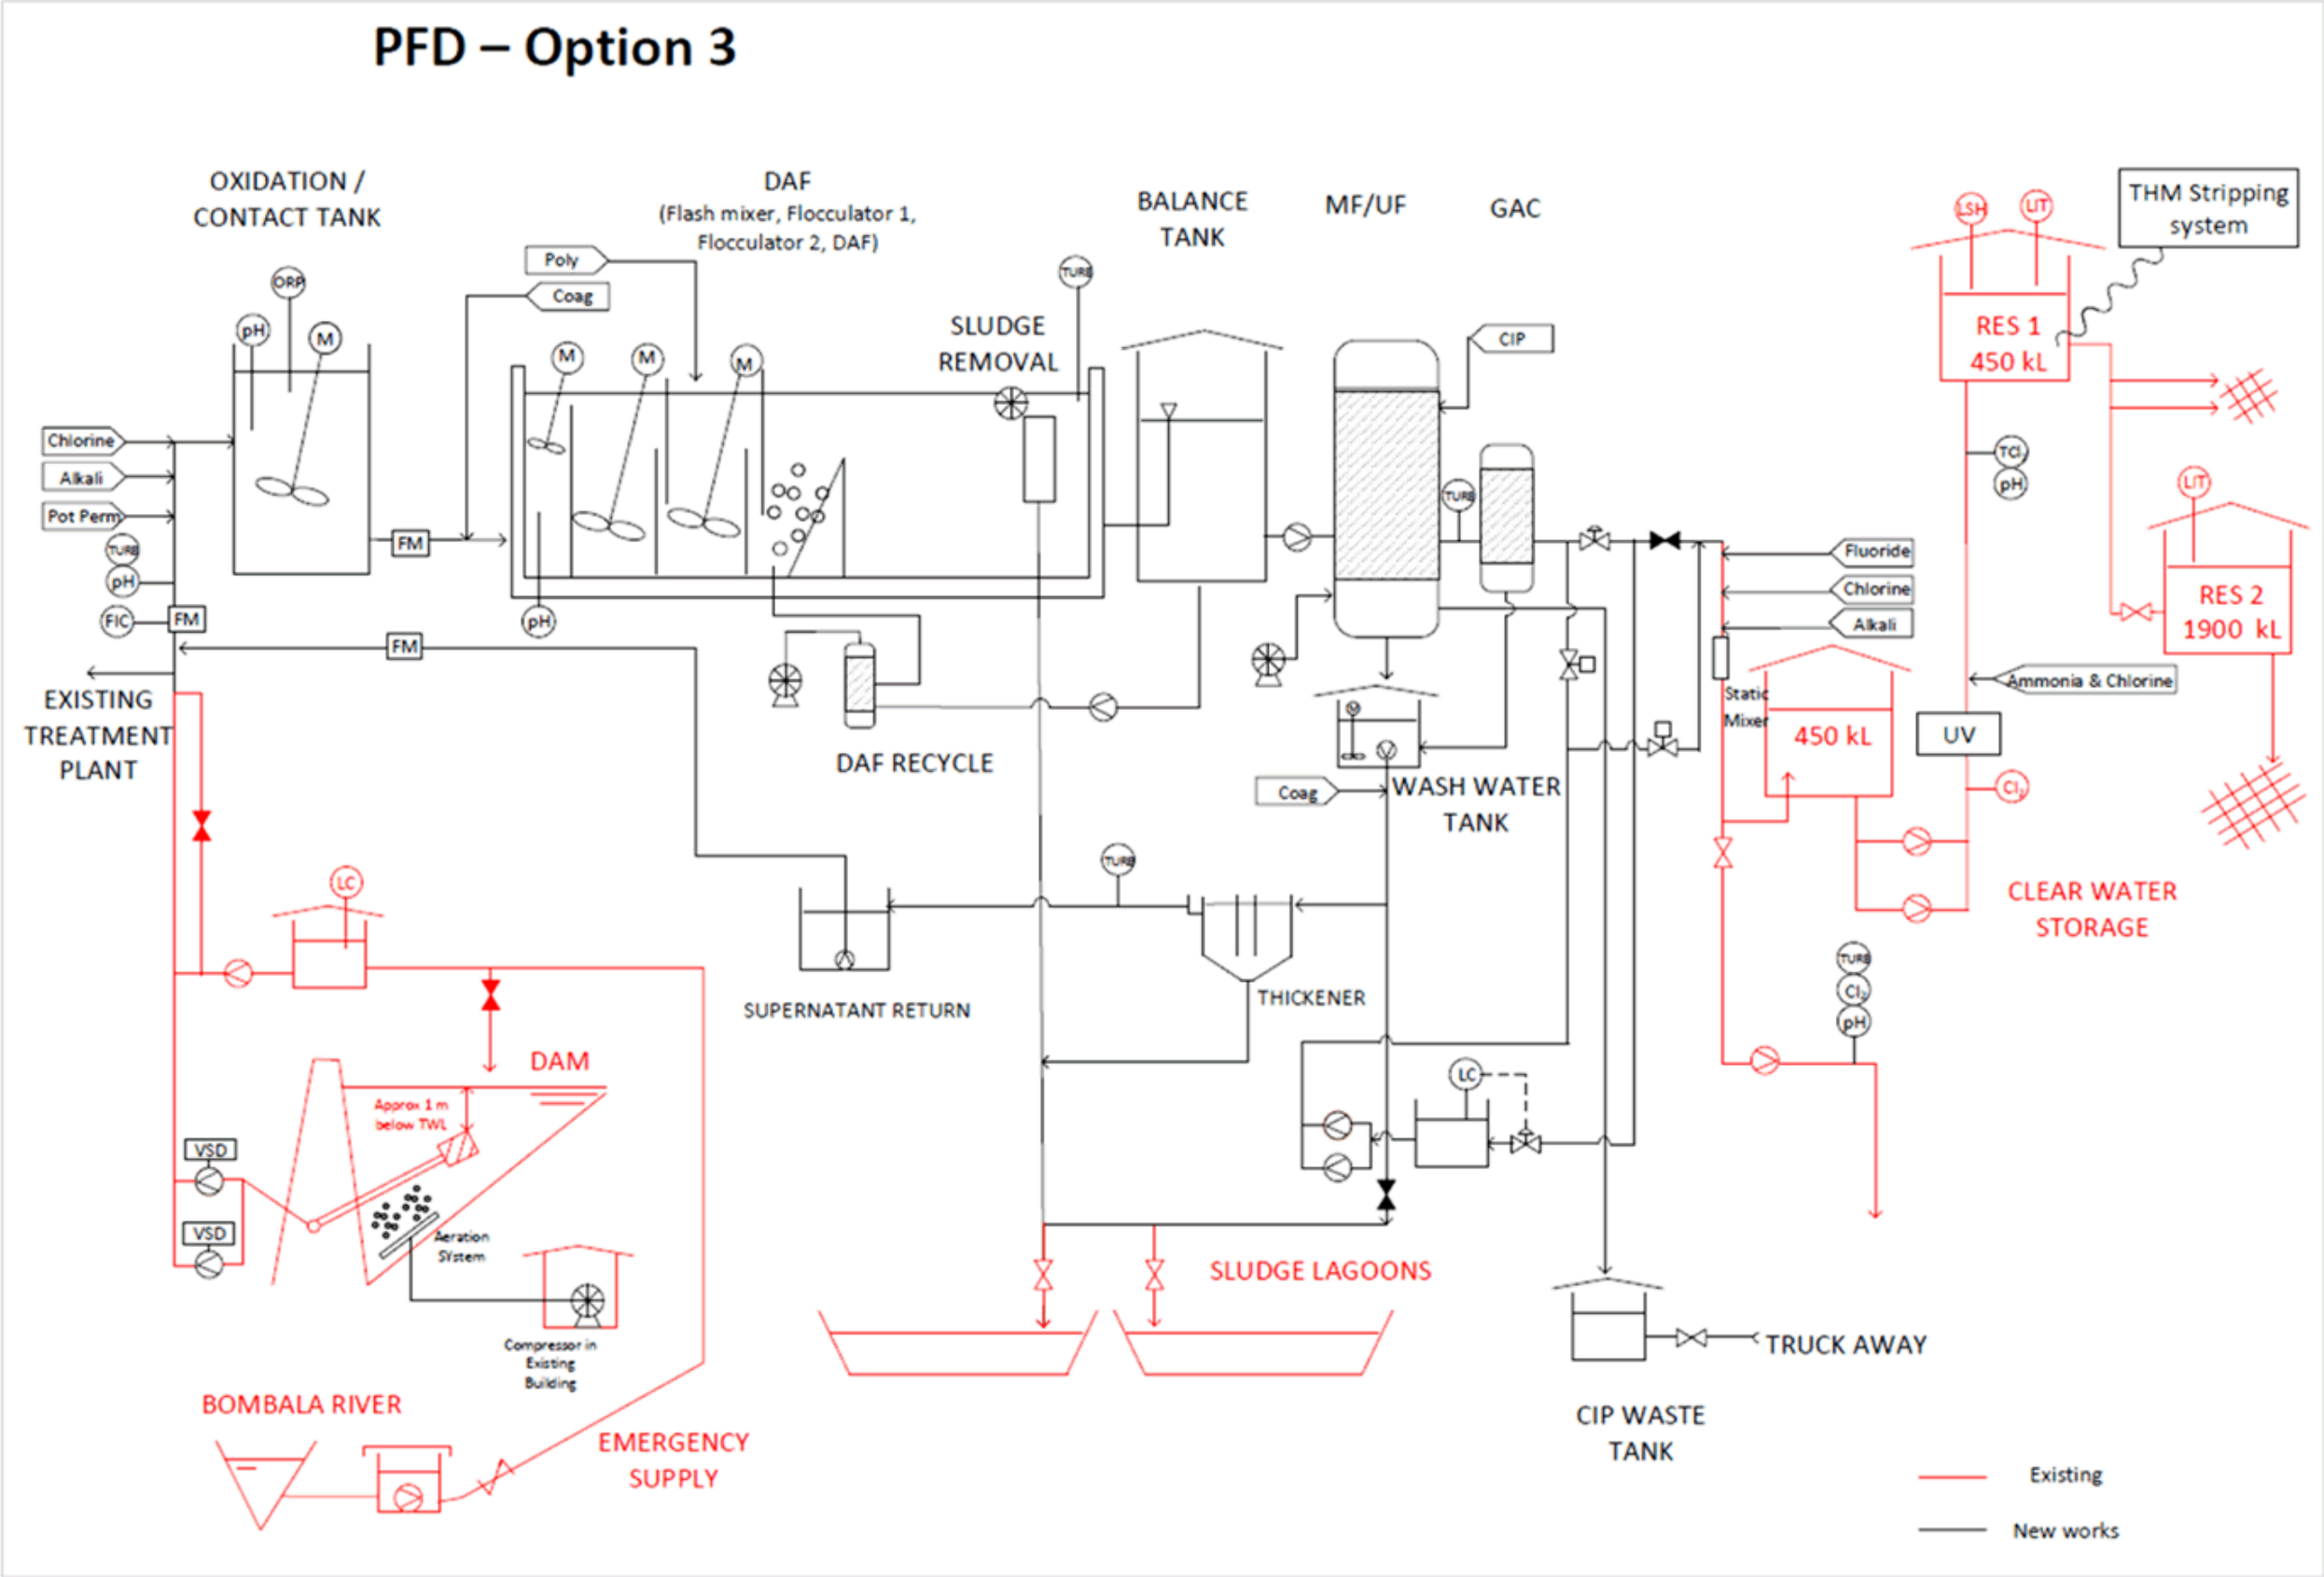 PFD – Option 3
OXIDATION /
CONTACT TANK
DAF
(Flash mixer, Flocculator 1,
Flocculator 2, DAF)
BALANCE
TANK
MF/UF
GAC
THM Stripping
system
LSH
LIT
Poly
Coag
ORP
pH
M
M
M
M
TURB
SLUDGE
REMOVAL
CIP
RES 1
450 kL
Chlorine
Alkali
Pot Perm
TURB
pH
FIC
FM
FM
FM
pH
TURB
TCl2
pH
LIT
RES 2
1900 kL
Fluoride
Chlorine
Alkali
Static
Mixer
450 kL
UV
Ammonia & Chlorine
Cl2
EXISTING
TREATMENT
PLANT
DAF RECYCLE
M
Coag
WASH WATER
TANK
TURB
LC
CLEAR WATER
STORAGE
SUPERNATANT RETURN
THICKENER
TURB
Cl2
pH
DAM
Approx 1 m
below TWL
LC
VSD
VSD
Aeration
SYstem
Compressor in
Existing
Building
SLUDGE LAGOONS
TRUCK AWAY
CIP WASTE
TANK
BOMBALA RIVER
EMERGENCY
SUPPLY
Existing
New works